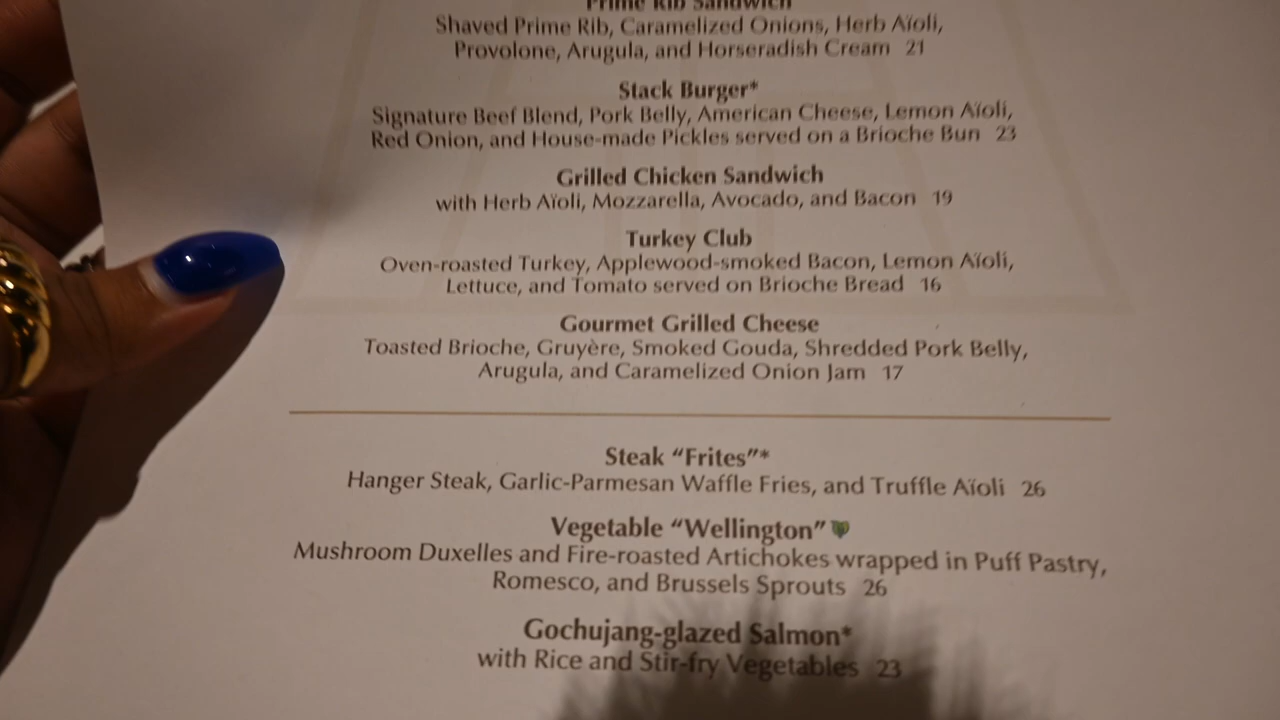 Prime Rib Sandwich
Shaved Prime Rib, Caramelized Onions, Herb Aïoli,
Provolone, Arugula, and Horseradish Cream 21
Stack Burger*
Signature Beef Blend, Pork Belly, American Cheese, Lemon Aïoli,
Red Onion, and House-made Pickles served on a Brioche Bun 23
Grilled Chicken Sandwich
with Herb Aïoli, Mozzarella, Avocado, and Bacon 19
Turkey Club
Oven-roasted Turkey, Applewood-smoked Bacon, Lemon Aïoli,
Lettuce, and Tomato served on Brioche Bread 16
Gourmet Grilled Cheese
Toasted Brioche, Gruyère, Smoked Gouda, Shredded Pork Belly,
Arugula, and Caramelized Onion Jam 17
Steak “Frites”*
Hanger Steak, Garlic-Parmesan Waffle Fries, and Truffle Aïoli 26
Vegetable “Wellington”
Mushroom Duxelles and Fire-roasted Artichokes wrapped in Puff Pastry,
Romesco, and Brussels Sprouts 26
Gochujang-glazed Salmon*
with Rice and Stir-fry Vegetables 23